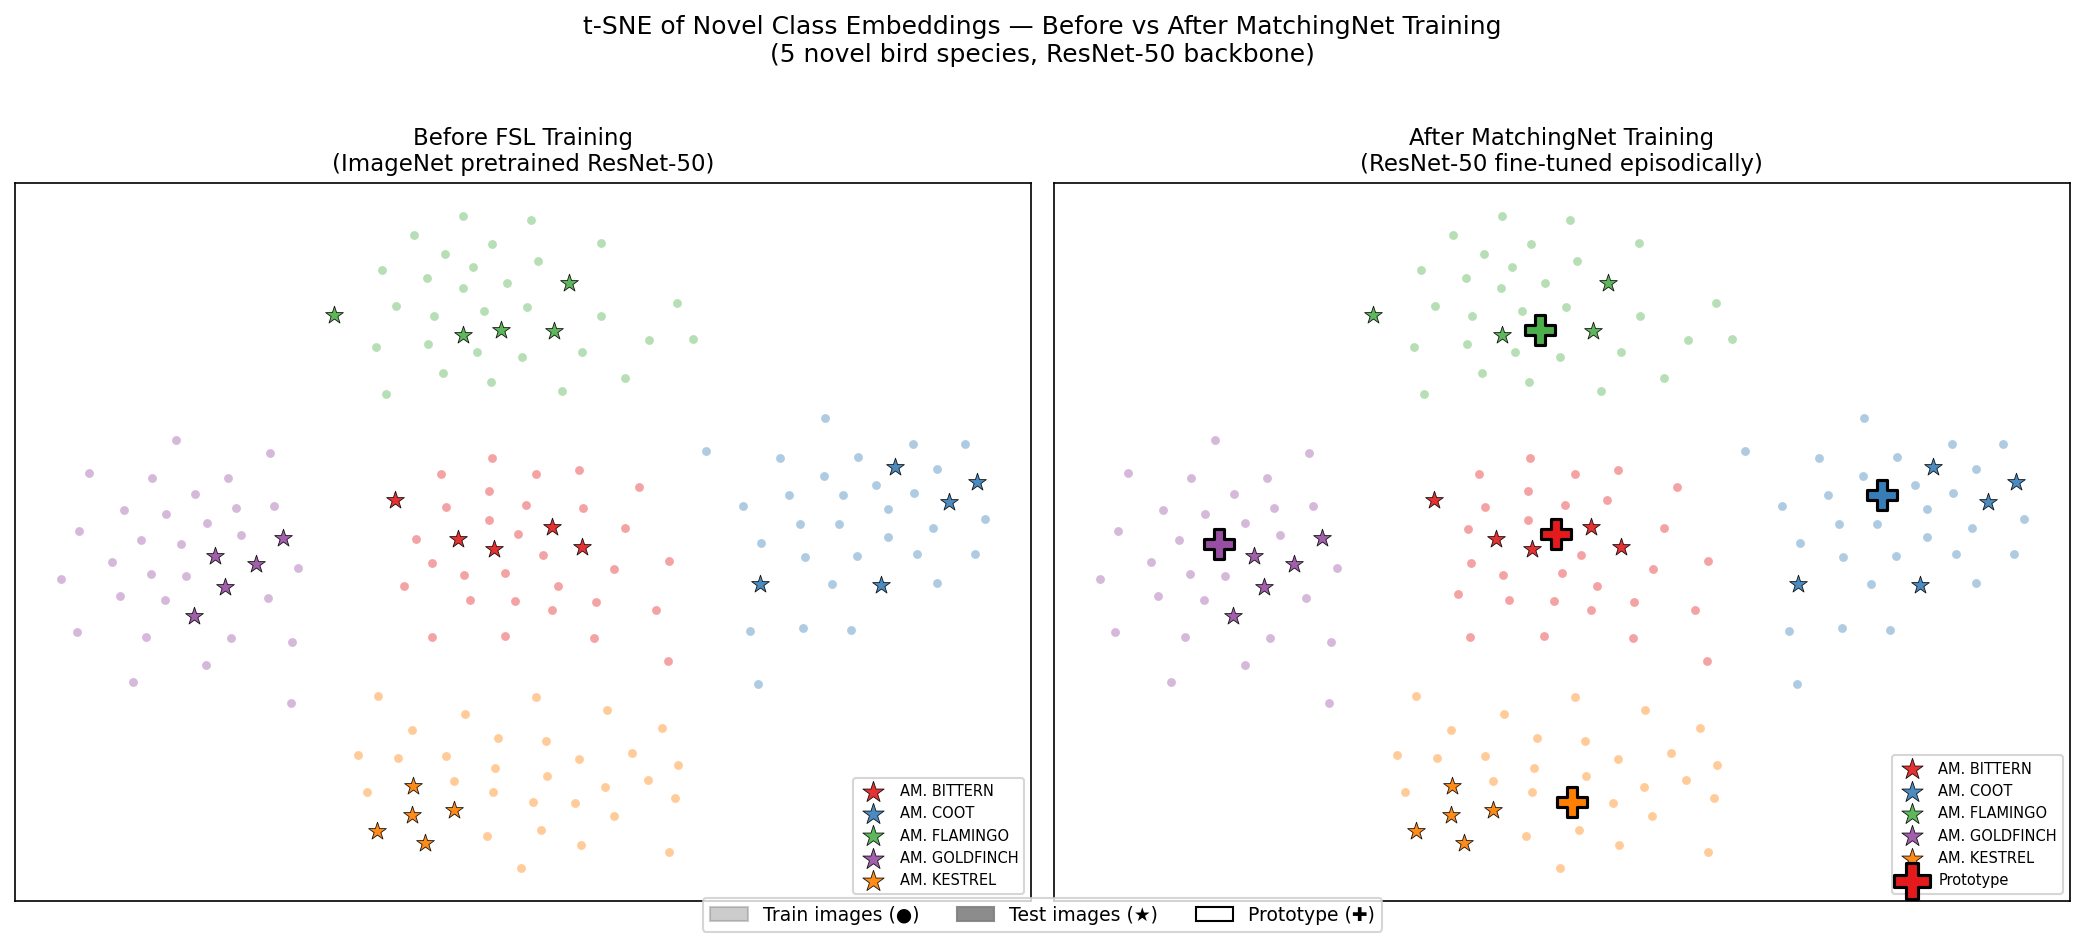 t-SNE of Novel Class Embeddings — Before vs After MatchingNet Training
(5 novel bird species, ResNet-50 backbone)
Before FSL Training
(ImageNet pretrained ResNet-50)
AM. BITTERN
AM. COOT
AM. FLAMINGO
AM. GOLDFINCH
AM. KESTREL
After MatchingNet Training
(ResNet-50 fine-tuned episodically)
AM. BITTERN
AM. COOT
AM. FLAMINGO
AM. GOLDFINCH
AM. KESTREL
Prototype
Train images (●) Test images (★) Prototype (✚)